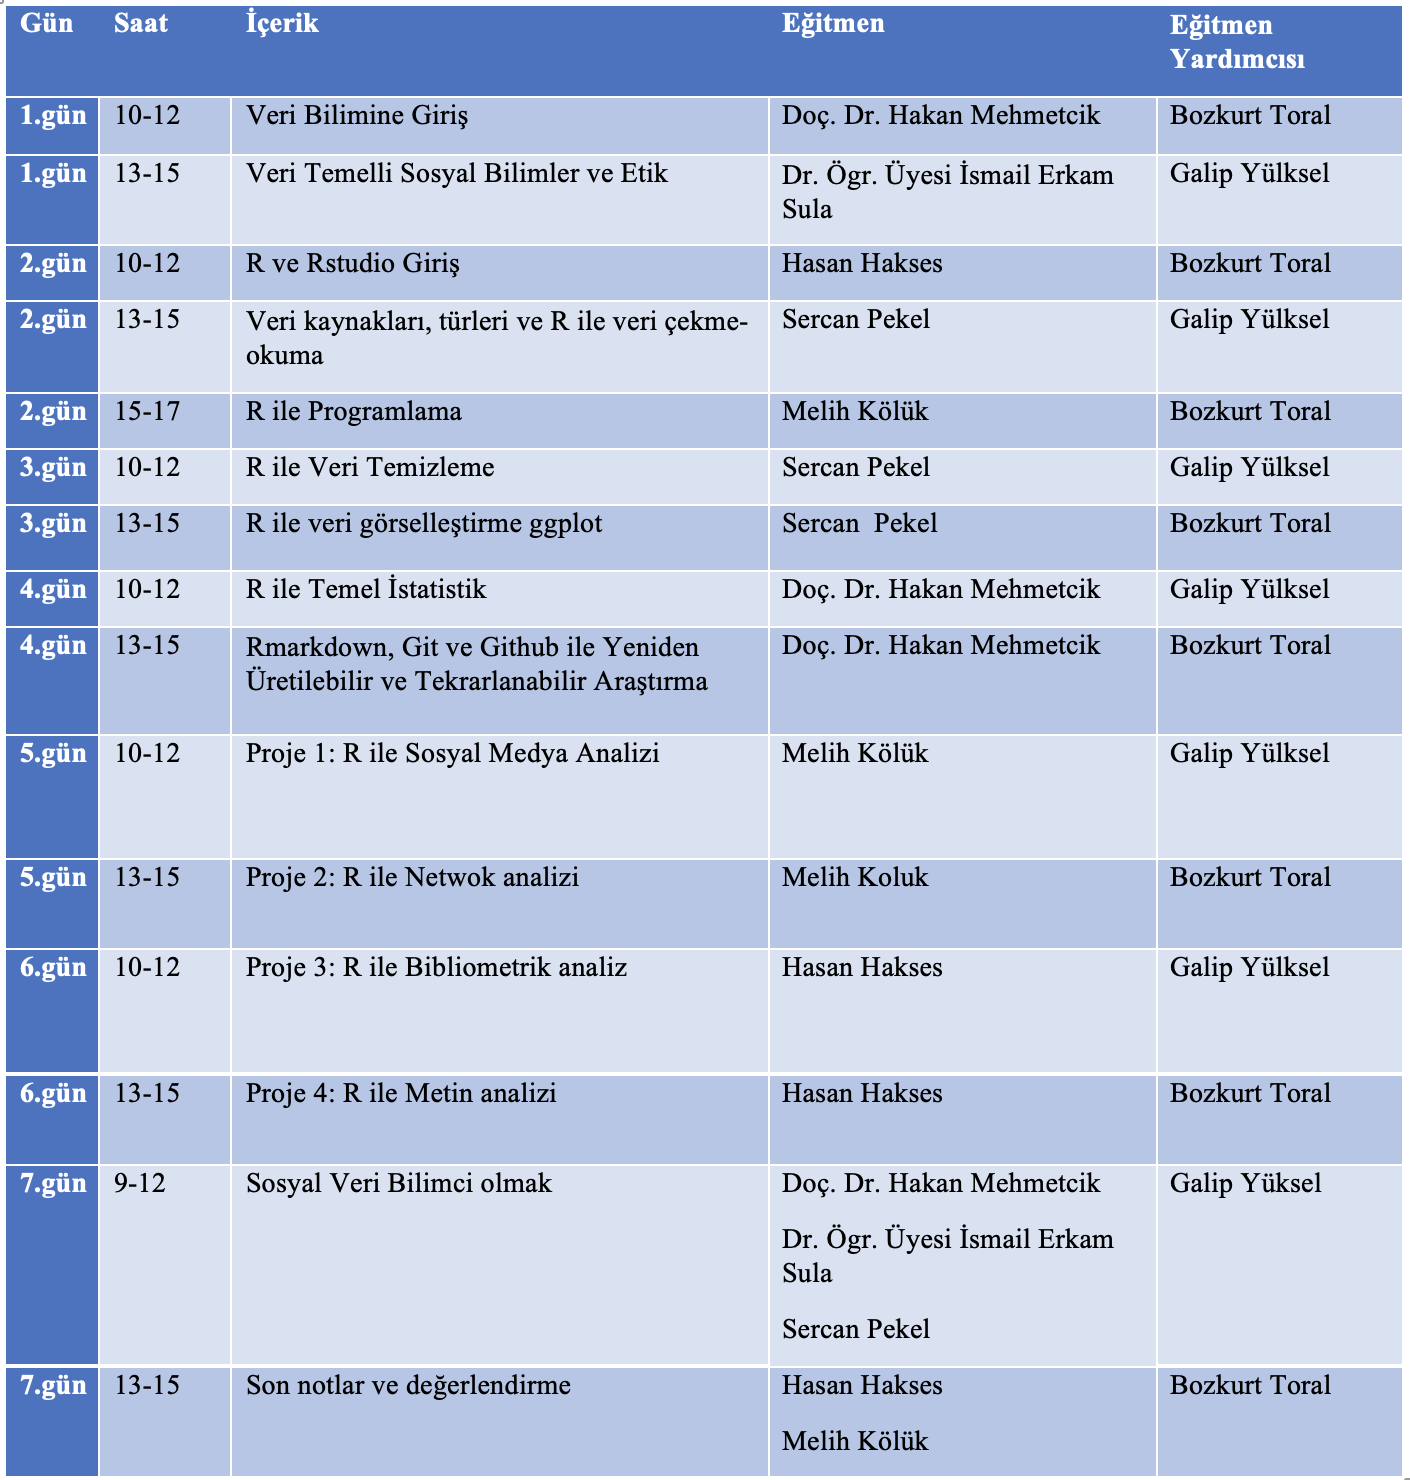 Gün Saat İçerik Eğitmen Eğitmen
Yardımcısı
1.gün 10-12 Veri Bilimine Giriş Doç. Dr. Hakan Mehmetcik Bozkurt Toral
1.gün 13-15 Veri Temelli Sosyal Bilimler ve Etik Dr. Ögr. Üyesi İsmail Erkam Galip Yülksel
Sula
2.gün 10-12 R ve Rstudio Giriş Hasan Hakses Bozkurt Toral
2.gün 13-15 Veri kaynakları, türleri ve R ile veri çekme- Sercan Pekel Galip Yülksel
okuma
2.gün 15-17 R ile Programlama Melih Kölük Bozkurt Toral
3.gün 10-12 R ile Veri Temizleme Sercan Pekel Galip Yülksel
3.gün 13-15 R ile veri görselleştirme ggplot Sercan  Pekel Bozkurt Toral
4.gün 10-12 R ile Temel İstatistik Doç. Dr. Hakan Mehmetcik Galip Yülksel
4.gün 13-15 Rmarkdown, Git ve Github ile Yeniden Doç. Dr. Hakan Mehmetcik Bozkurt Toral
Üretilebilir ve Tekrarlanabilir Araştırma
5.gün 10-12 Proje 1: R ile Sosyal Medya Analizi Melih Kölük Galip Yülksel
5.gün 13-15 Proje 2: R ile Netwok analizi Melih Koluk Bozkurt Toral
6.gün 10-12 Proje 3: R ile Bibliometrik analiz Hasan Hakses Galip Yülksel
6.gün 13-15 Proje 4: R ile Metin analizi Hasan Hakses Bozkurt Toral
7.gün 9-12 Sosyal Veri Bilimci olmak Doç. Dr. Hakan Mehmetcik Galip Yüksel
Dr. Ögr. Üyesi İsmail Erkam
Sula
Sercan Pekel
7.gün 13-15 Son notlar ve değerlendirme Hasan Hakses Bozkurt Toral
Melih Kölük